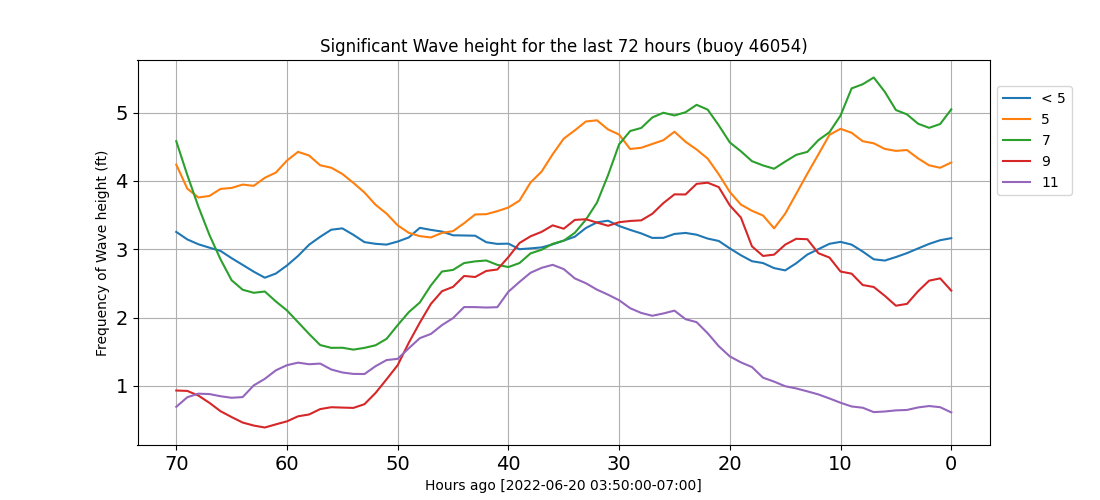 Significant Wave height for the last 72 hours (buoy 46054)
Frequency of Wave height (ft)
5
4
3
2
1
70 60 50 40 30 20 10 0
Hours ago [2022-06-20 03:50:00-07:00]
< 5
5
7
9
11